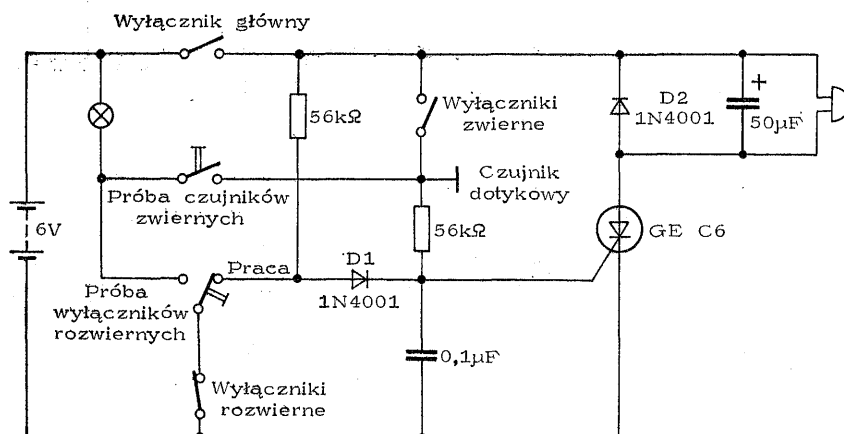 Wyłącznik główny
56kΩ
Wyłączniki
zwierne
D2
1N4001
+
50µF
Próba czujników
zwiernych
Czujnik
dotykowy
6V
56kΩ
GE C6
Praca
D1
1N4001
Próba
wyłączników
rozwiernych
0,1µF
Wyłączniki
rozwierne